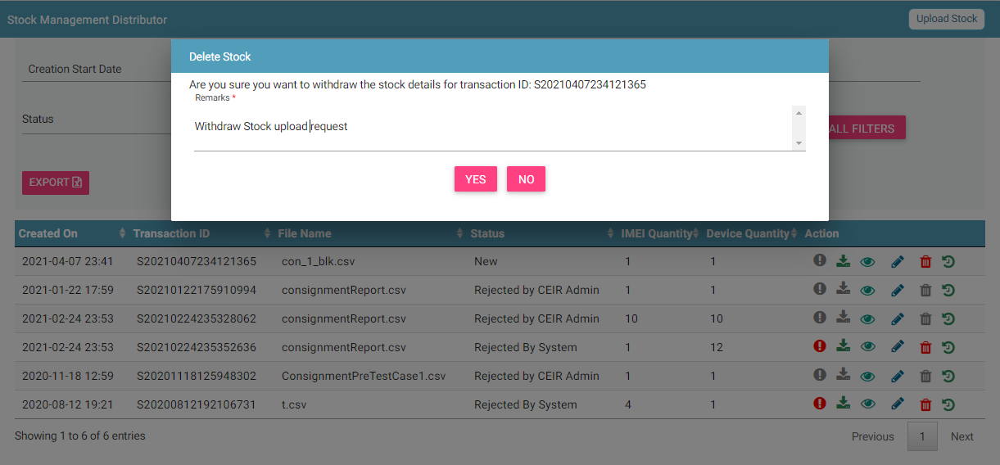 Stock Management Distributor
Upload Stock
Delete Stock
Are you sure you want to withdraw the stock details for transaction ID: S20210407234121365
Remarks *
Withdraw Stock upload request
YES NO
Creation Start Date
Status
ALL FILTERS
EXPORT
Created On Transaction ID File Name Status IMEI Quantity Device Quantity Action
2021-04-07 23:41 S20210407234121365 con_1_blk.csv New 1 1
2021-01-22 17:59 S20210122175910994 consignmentReport.csv Rejected by CEIR Admin 1 1
2021-02-24 23:53 S20210224235328062 consignmentReport.csv Rejected by CEIR Admin 10 10
2021-02-24 23:53 S20210224235352636 consignmentReport.csv Rejected By System 1 12
2020-11-18 12:59 S20201118125948302 ConsignmentPreTestCase1.csv Rejected by CEIR Admin 1 1
2020-08-12 19:21 S20200812192106731 t.csv Rejected By System 4 1
Showing 1 to 6 of 6 entries
Previous 1 Next